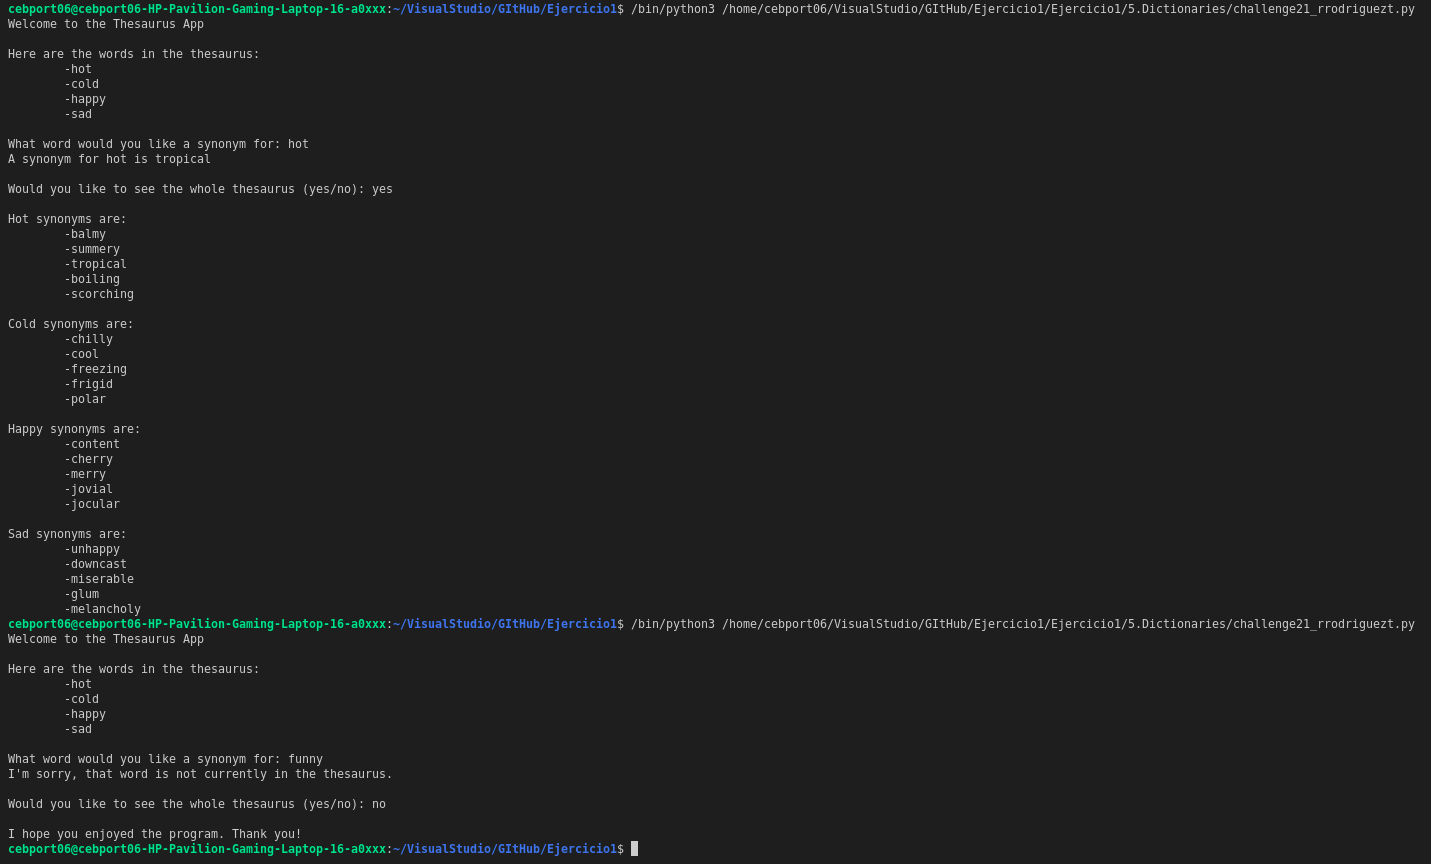 cebport06@cebport06-HP-Pavilion-Gaming-Laptop-16-a0xxx:~/VisualStudio/GItHub/Ejercicio1$ /bin/python3 /home/cebport06/VisualStudio/GItHub/Ejercicio1/Ejercicio1/5.Dictionaries/challenge21_rrodriguezt.py
Welcome to the Thesaurus App

Here are the words in the thesaurus:
        -hot
        -cold
        -happy
        -sad

What word would you like a synonym for: hot
A synonym for hot is tropical

Would you like to see the whole thesaurus (yes/no): yes

Hot synonyms are:
        -balmy
        -summery
        -tropical
        -boiling
        -scorching

Cold synonyms are:
        -chilly
        -cool
        -freezing
        -frigid
        -polar

Happy synonyms are:
        -content
        -cherry
        -merry
        -jovial
        -jocular

Sad synonyms are:
        -unhappy
        -downcast
        -miserable
        -glum
        -melancholy
cebport06@cebport06-HP-Pavilion-Gaming-Laptop-16-a0xxx:~/VisualStudio/GItHub/Ejercicio1$ /bin/python3 /home/cebport06/VisualStudio/GItHub/Ejercicio1/Ejercicio1/5.Dictionaries/challenge21_rrodriguezt.py
Welcome to the Thesaurus App

Here are the words in the thesaurus:
        -hot
        -cold
        -happy
        -sad

What word would you like a synonym for: funny
I'm sorry, that word is not currently in the thesaurus.

Would you like to see the whole thesaurus (yes/no): no

I hope you enjoyed the program. Thank you!
cebport06@cebport06-HP-Pavilion-Gaming-Laptop-16-a0xxx:~/VisualStudio/GItHub/Ejercicio1$